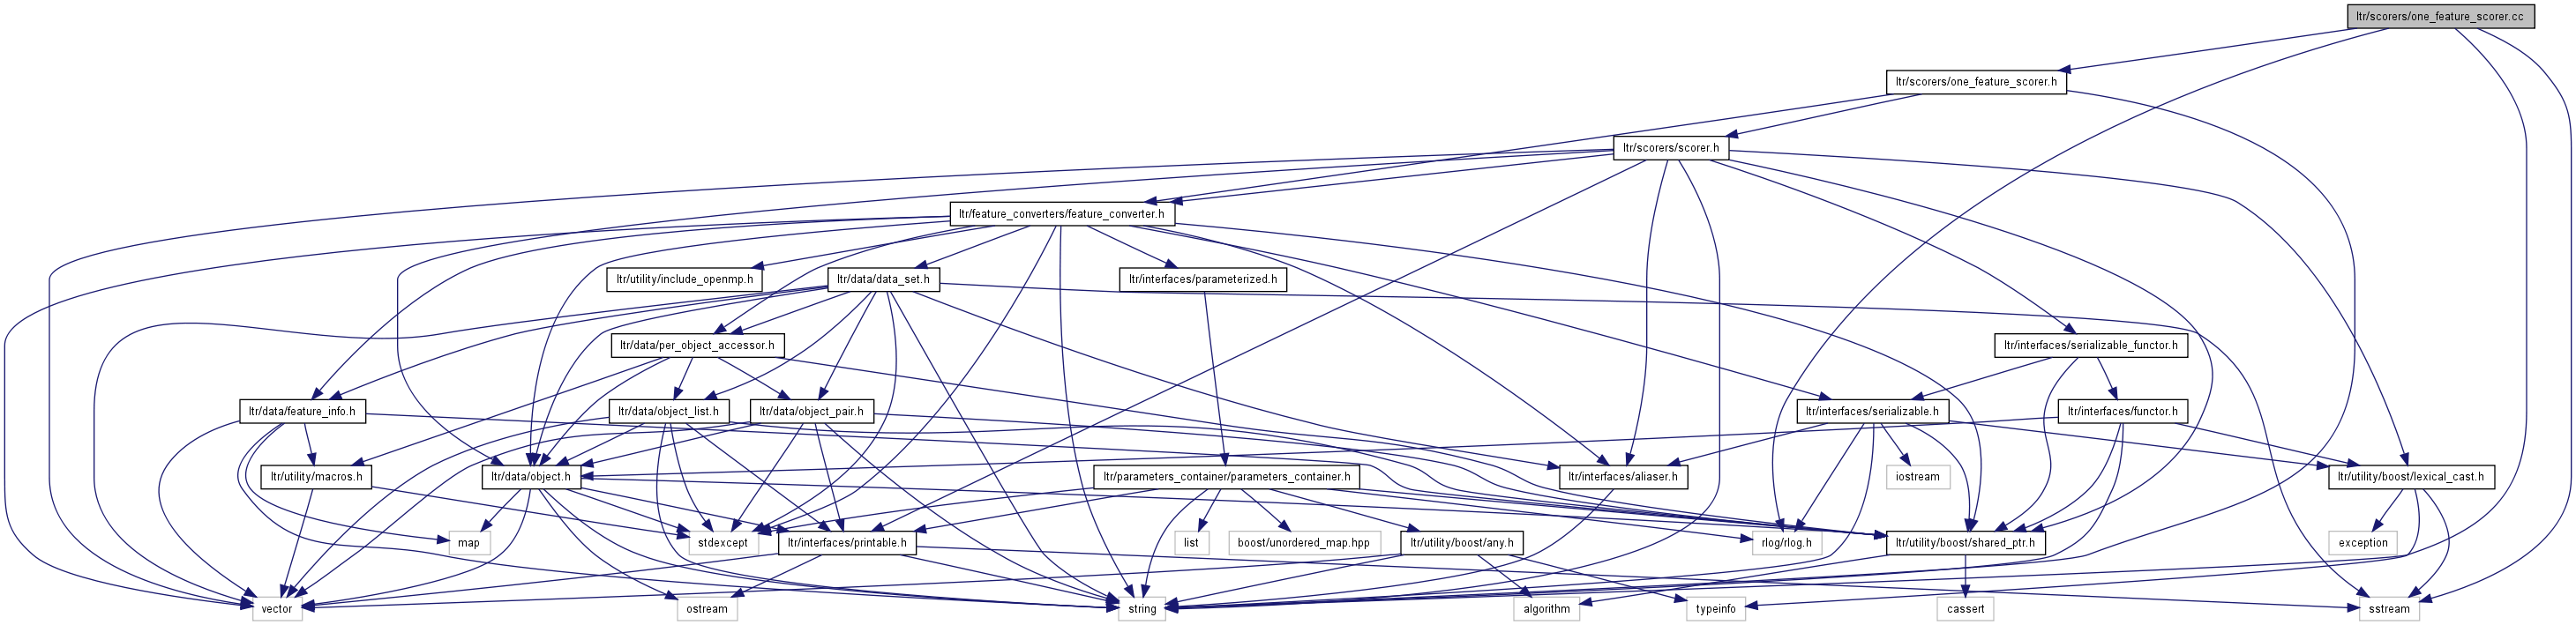 ltr/scorers/one_feature_scorer.cc
ltr/scorers/one_feature_scorer.h
ltr/scorers/scorer.h
ltr/feature_converters/feature_converter.h
ltr/utility/include_openmp.h
ltr/data/data_set.h
ltr/interfaces/parameterized.h
ltr/data/per_object_accessor.h
ltr/interfaces/serializable_functor.h
ltr/data/feature_info.h
ltr/data/object_list.h
ltr/data/object_pair.h
ltr/interfaces/serializable.h
ltr/interfaces/functor.h
ltr/utility/macros.h
ltr/data/object.h
ltr/parameters_container/parameters_container.h
ltr/interfaces/aliaser.h
iostream
ltr/utility/boost/lexical_cast.h
map
stdexcept
ltr/interfaces/printable.h
list
boost/unordered_map.hpp
ltr/utility/boost/any.h
rlog/rlog.h
ltr/utility/boost/shared_ptr.h
exception
vector
ostream
string
algorithm
typeinfo
cassert
sstream